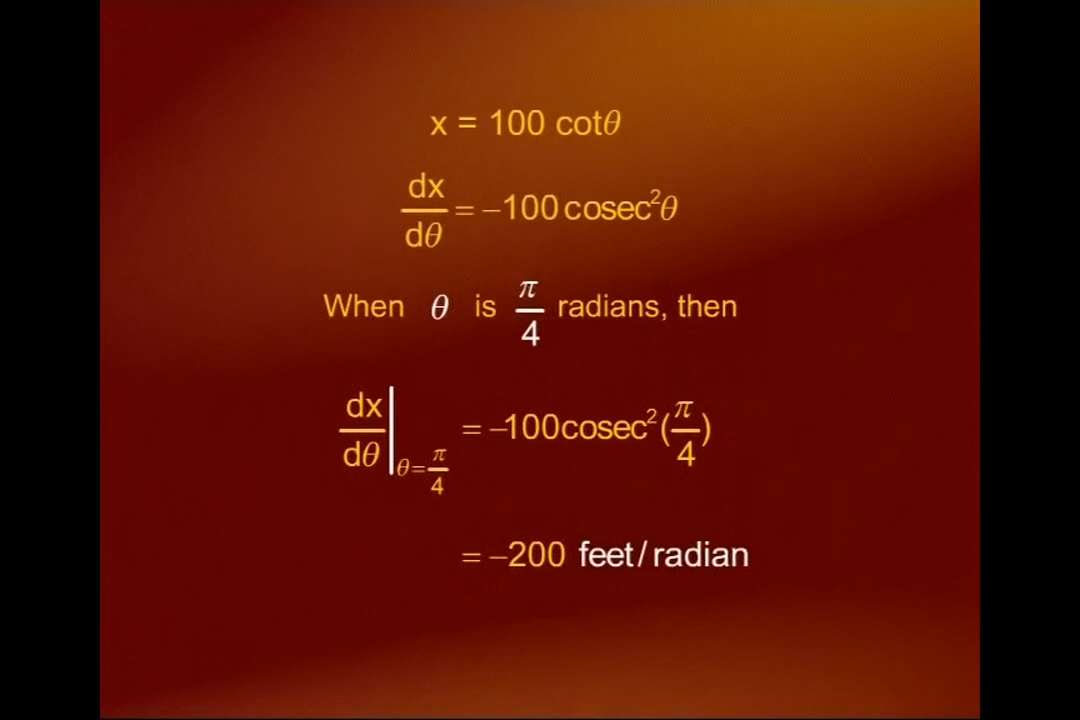 x = 100 cotθ
dx/dθ = –100 cosec²θ
When θ is π/4 radians, then
dx/dθ|θ=π/4 = –100cosec²(π/4)
= –200 feet/radian